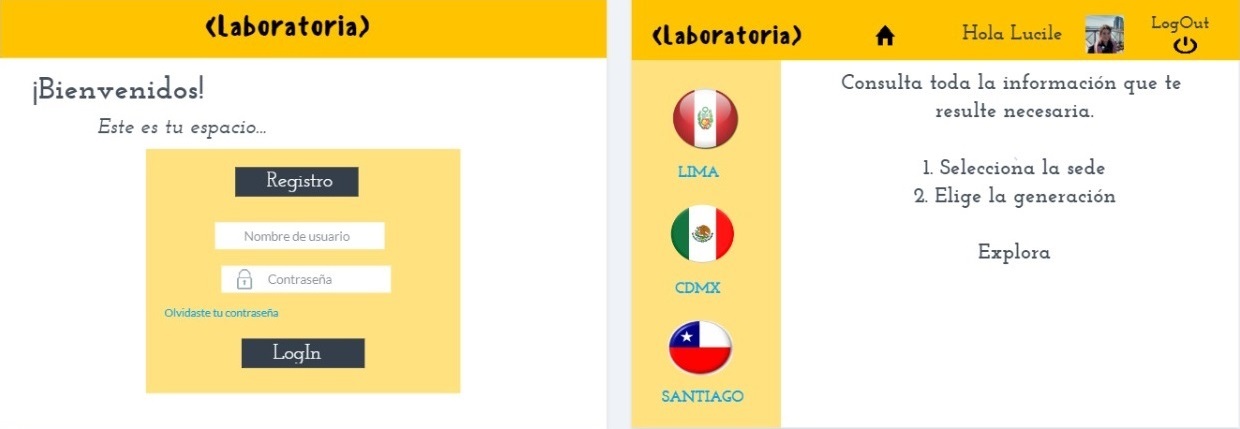 <Laboratoria>
¡Bienvenidos!
Este es tu espacio...
Registro
Nombre de usuario
Contraseña
Olvidaste tu contraseña
LogIn
<Laboratoria>
Hola Lucile
LogOut
LIMA
CDMX
SANTIAGO
Consulta toda la información que te
resulte necesaria.
1. Selecciona la sede
2. Elige la generación
Explora